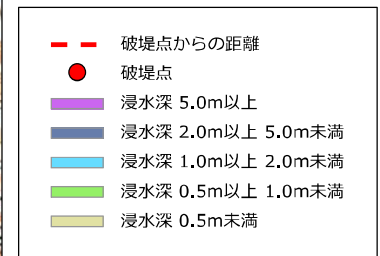 破堤点からの距離
破堤点
浸水深 5.0m以上
浸水深 2.0m以上 5.0m未満
浸水深 1.0m以上 2.0m未満
浸水深 0.5m以上 1.0m未満
浸水深 0.5m未満